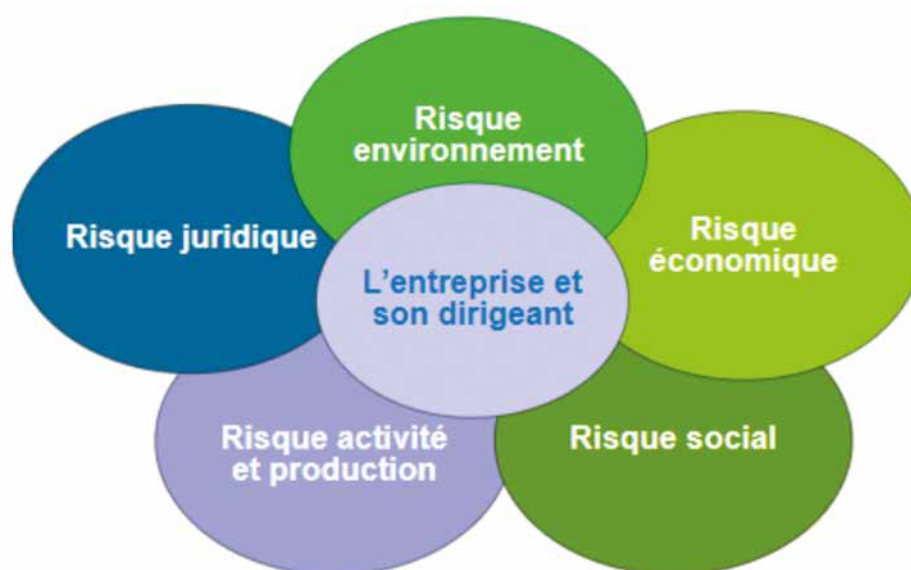 Risque
environnement
Risque juridique
Risque
économique
L’entreprise et
son dirigeant
Risque activité
et production
Risque social